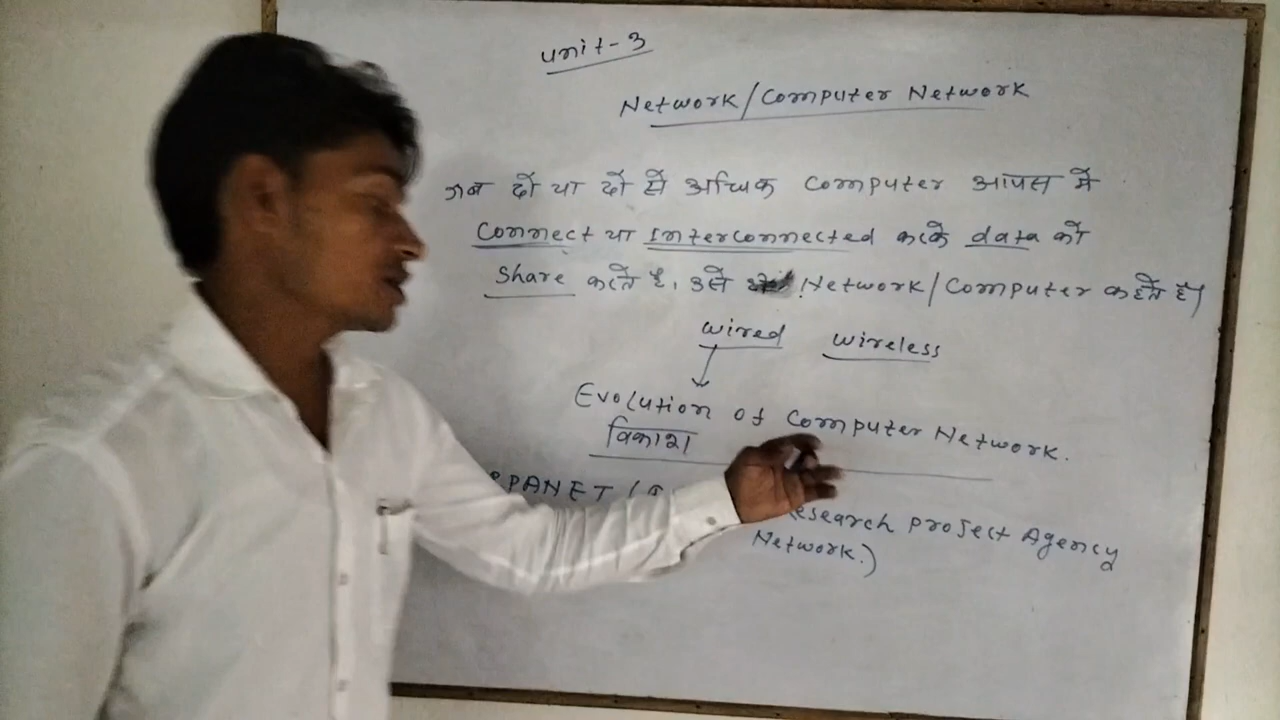 Unit-3
Network/Computer Network
जब दो या दो से अधिक Computer आपस में
Connect या Interconnected करके data को
Share करते है, उसे Network/Computer कहते है।
wired wireless
Evolution of Computer Network.
विकाश
PANET (
esearch Project Agency
Network.)